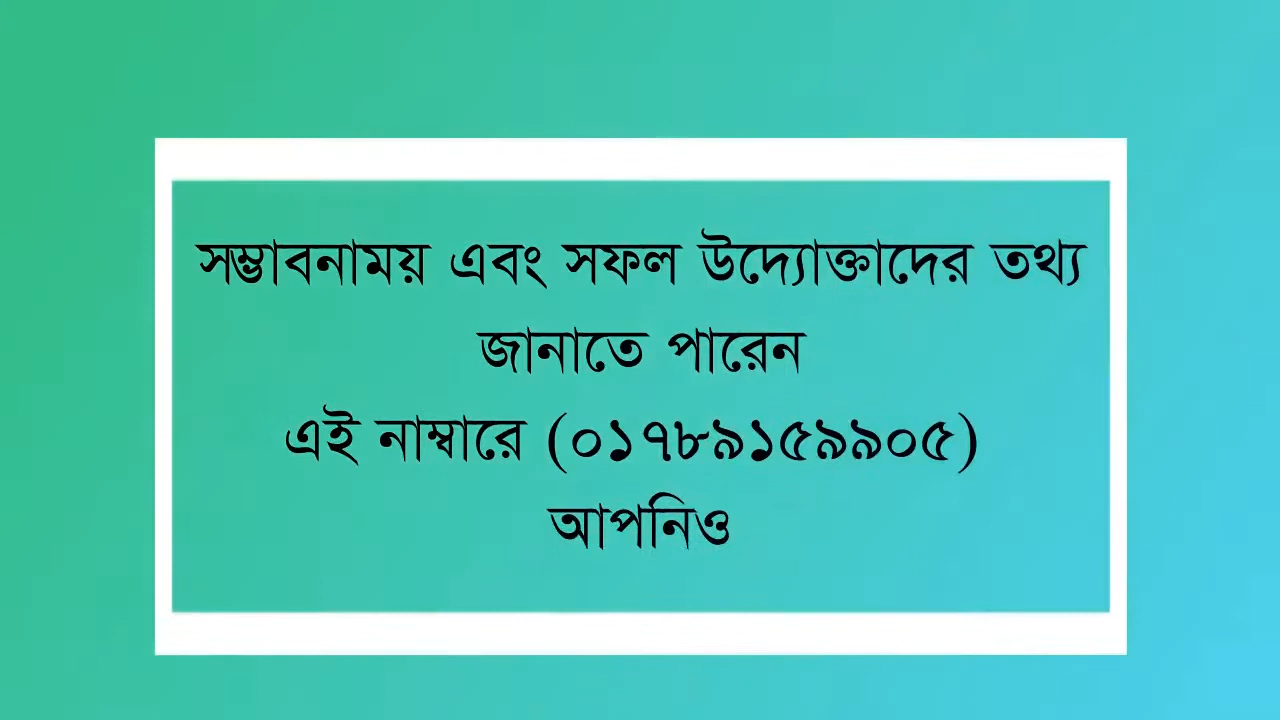 সম্ভাবনাময় এবং সফল উদ্যোক্তাদের তথ্য
জানাতে পারেন
এই নাম্বারে (০১৭৮৯১৫৯৯০৫)
আপনিও